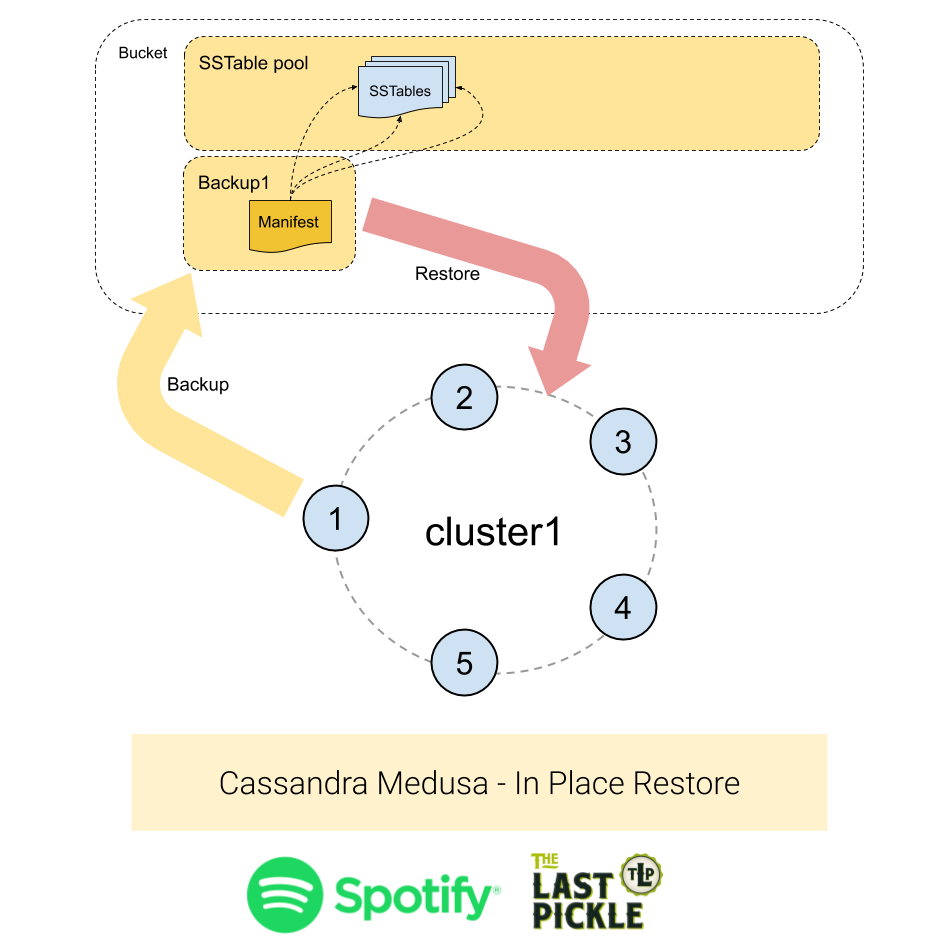 Bucket
SSTable pool
SSTables
Backup1
Manifest
Restore
Backup
2
3
1
cluster1
4
5
Cassandra Medusa - In Place Restore
Spotify®
THE
LAST
PICKLE
TLP